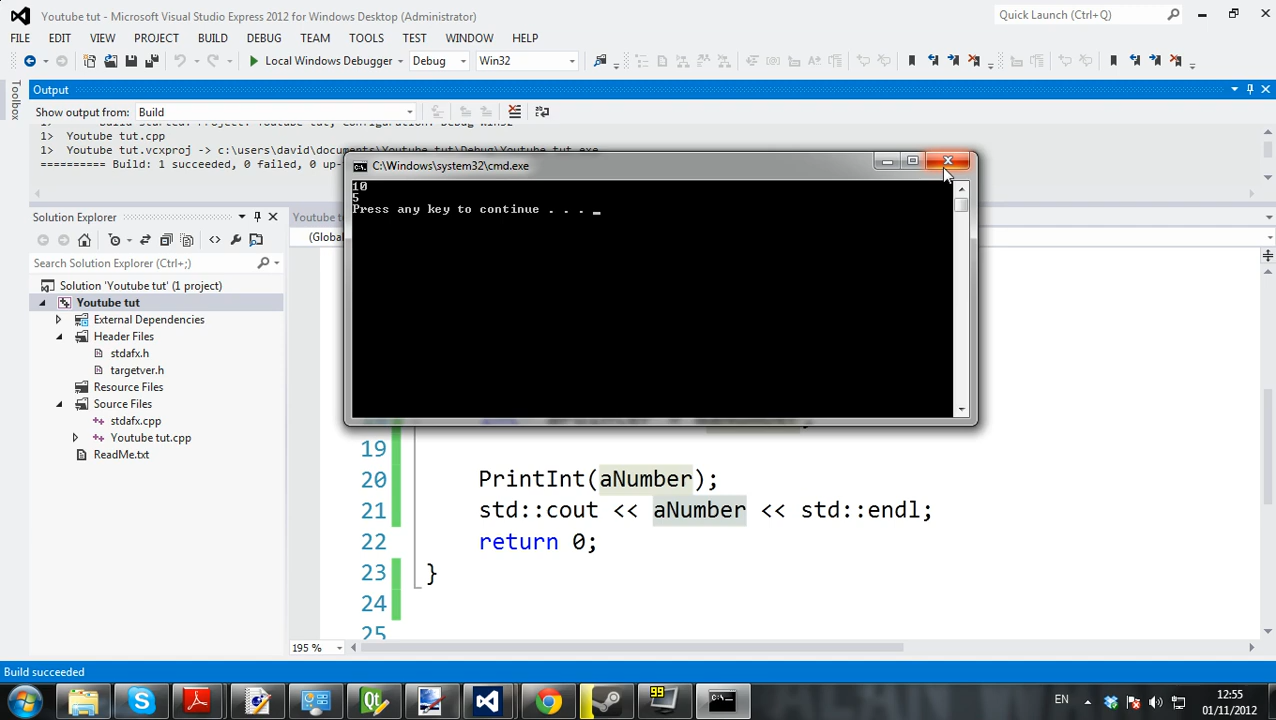 Youtube tut - Microsoft Visual Studio Express 2012 for Windows Desktop (Administrator)
Quick Launch (Ctrl+Q)
FILE EDIT VIEW PROJECT BUILD DEBUG TEAM TOOLS TEST WINDOW HELP
Local Windows Debugger Debug Win32
Toolbox
Output
Show output from: Build
1> Youtube tut.cpp
1> Youtube tut.vcxproj -> c:\users\david\documents\Youtube tut\Debug\Youtube tut.exe
========== Build: 1 succeeded, 0 failed, 0 up-
C:\Windows\system32\cmd.exe
10
5
Press any key to continue . . . _
Solution Explorer
Search Solution Explorer (Ctrl+;)
Solution 'Youtube tut' (1 project)
Youtube tut
External Dependencies
Header Files
stdafx.h
targetver.h
Resource Files
Source Files
stdafx.cpp
Youtube tut.cpp
ReadMe.txt
Youtube
(Global
19
20 PrintInt(aNumber);
21 std::cout << aNumber << std::endl;
22 return 0;
23 }
24
25
195 %
Build succeeded
99
EN
12:55
01/11/2012